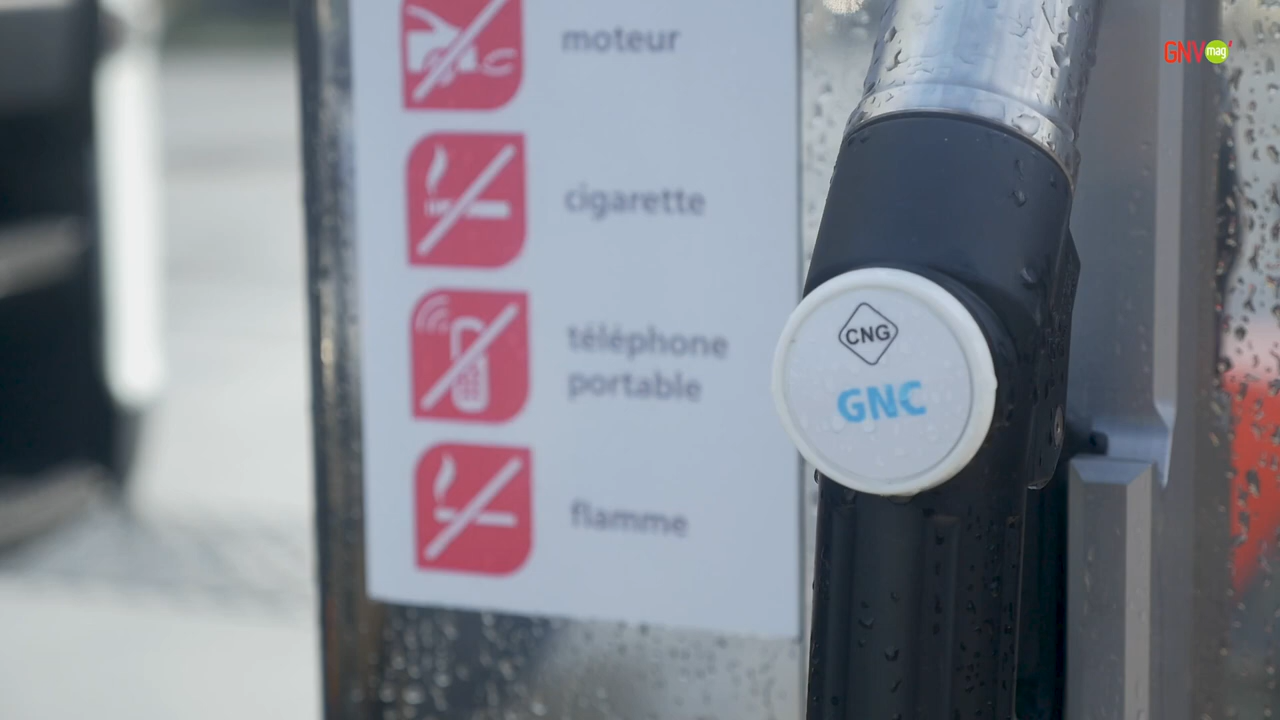 moteur
cigarette
téléphone
portable
flamme
CNG
GNC
GNV mag'